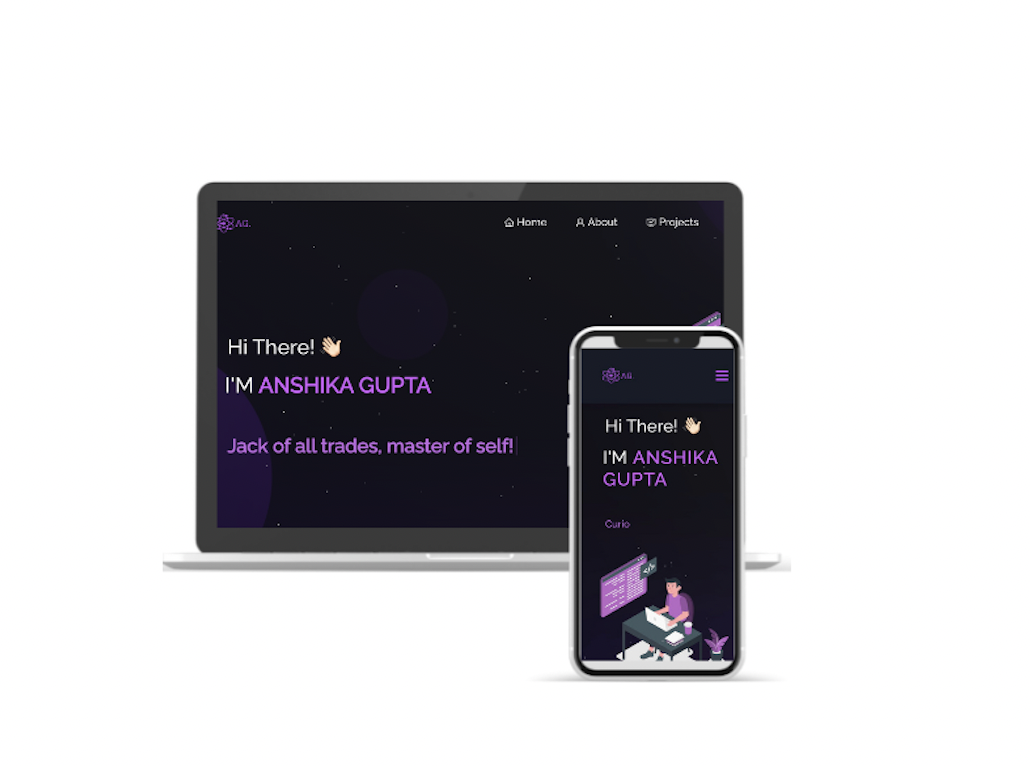 AG.
Home
About
Projects
Hi There! 👋🏻
I'M ANSHIKA GUPTA
Jack of all trades, master of self!
AG.
Hi There! 👋🏻
I'M ANSHIKA
GUPTA
Curio